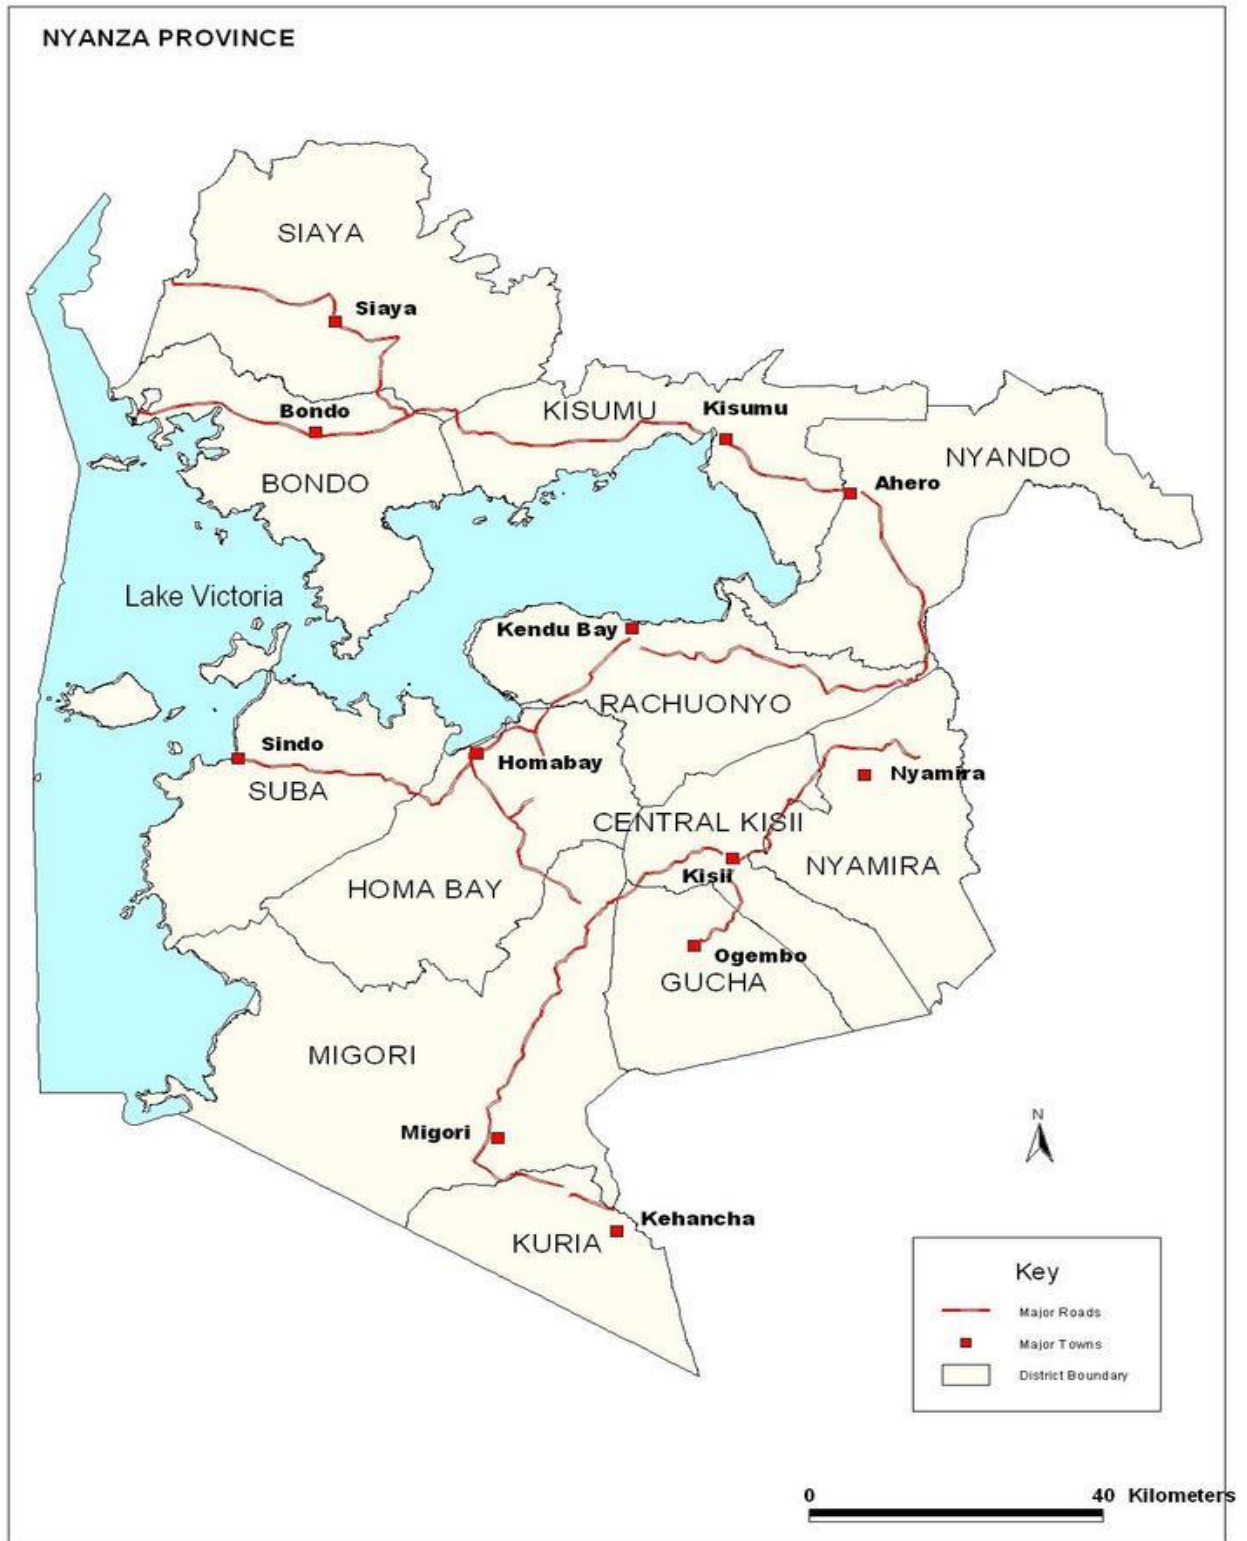 NYANZA PROVINCE
SIAYA
Siaya
Bondo
KISUMU
Kisumu
NYANDO
BONDO
Ahero
Lake Victoria
Kendu Bay
RACHUONYO
Sindo
Homabay
Nyamira
SUBA
CENTRAL KISII
NYAMIRA
Kisii
HOMA BAY
Ogembo
GUCHA
MIGORI
N
Migori
Kehancha
KURIA
Key
Major Roads
Major Towns
District Boundary
0 40 Kilometers